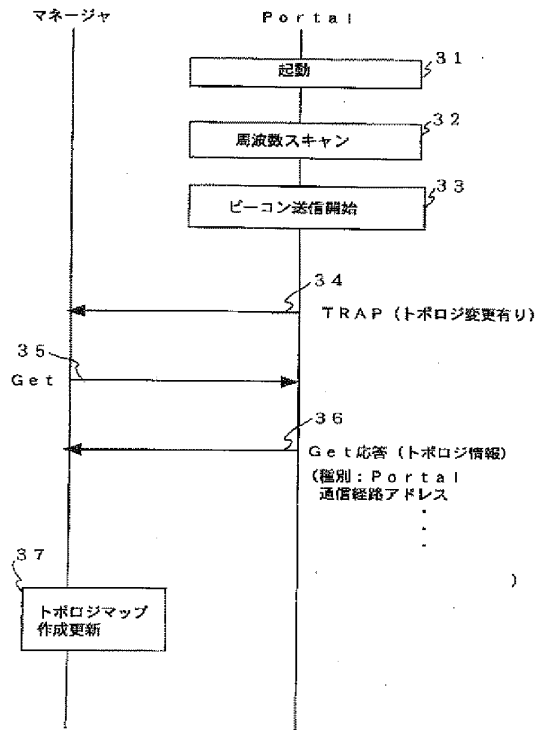 マネージャ
Portal
31
起動
32
周波数スキャン
33
ビーコン送信開始
34
TRAP(トポロジ変更有り)
35
Get
36
Get応答(トポロジ情報)
(種別:Portal
通信経路アドレス
・
・
・
)
37
トポロジマップ
作成更新